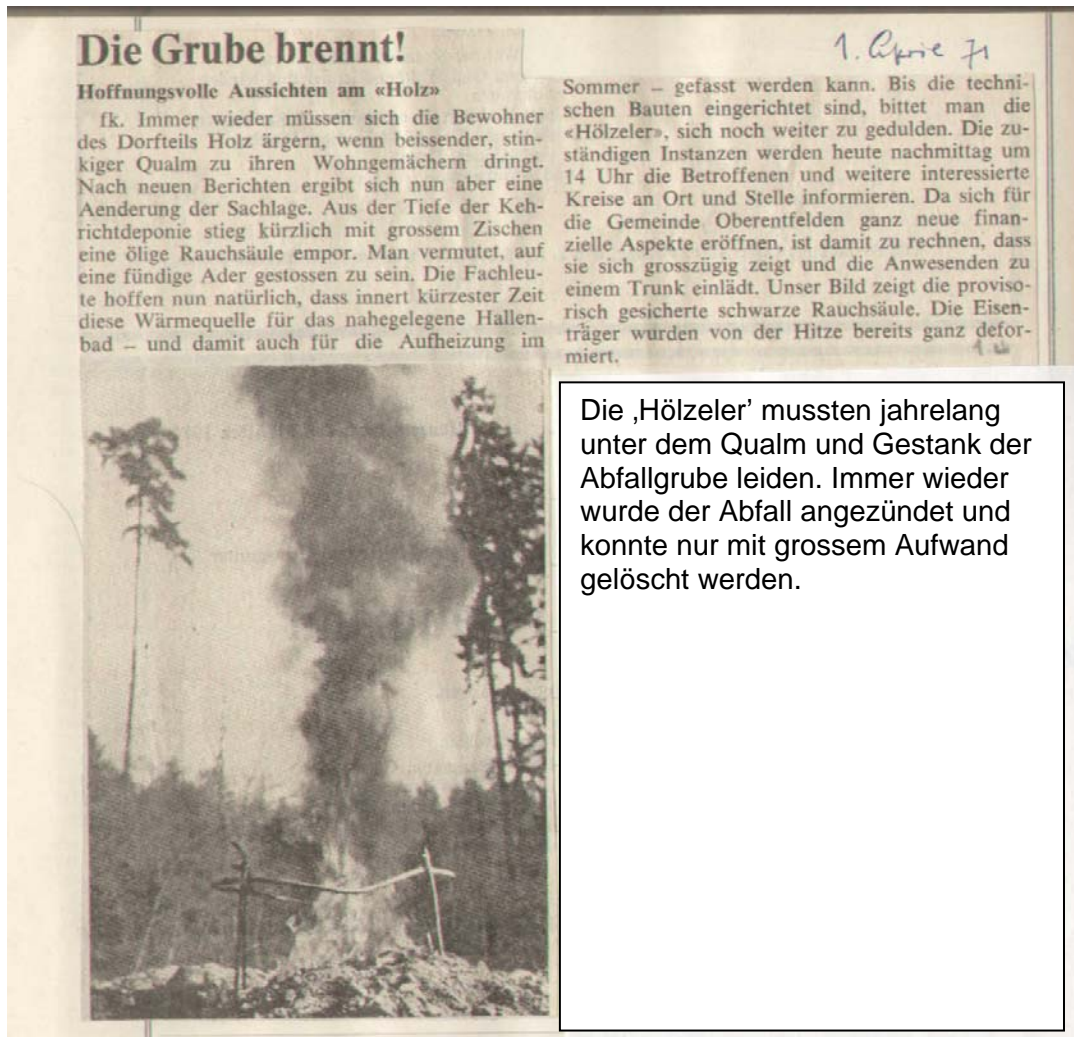 Die Grube brennt!
1. April 71
Hoffnungsvolle Aussichten am «Holz»
fk. Immer wieder müssen sich die Bewohner
des Dorfteils Holz ärgern, wenn beissender, stin-
kiger Qualm zu ihren Wohngemächern dringt.
Nach neuen Berichten ergibt sich nun aber eine
Aenderung der Sachlage. Aus der Tiefe der Keh-
richtdeponie stieg kürzlich mit grossem Zischen
eine ölige Rauchsäule empor. Man vermutet, auf
eine fündige Ader gestossen zu sein. Die Fachleu-
te hoffen nun natürlich, dass innert kürzester Zeit
diese Wärmequelle für das nahegelegene Hallen-
bad – und damit auch für die Aufheizung im
Sommer – gefasst werden kann. Bis die techni-
schen Bauten eingerichtet sind, bittet man die
«Hölzeler», sich noch weiter zu gedulden. Die zu-
ständigen Instanzen werden heute nachmittag um
14 Uhr die Betroffenen und weitere interessierte
Kreise an Ort und Stelle informieren. Da sich für
die Gemeinde Oberentfelden ganz neue finan-
zielle Aspekte eröffnen, ist damit zu rechnen, dass
sie sich grosszügig zeigt und die Anwesenden zu
einem Trunk einlädt. Unser Bild zeigt die proviso-
risch gesicherte schwarze Rauchsäule. Die Eisen-
träger wurden von der Hitze bereits ganz defor-
miert.
Die ‚Hölzeler’ mussten jahrelang
unter dem Qualm und Gestank der
Abfallgrube leiden. Immer wieder
wurde der Abfall angezündet und
konnte nur mit grossem Aufwand
gelöscht werden.